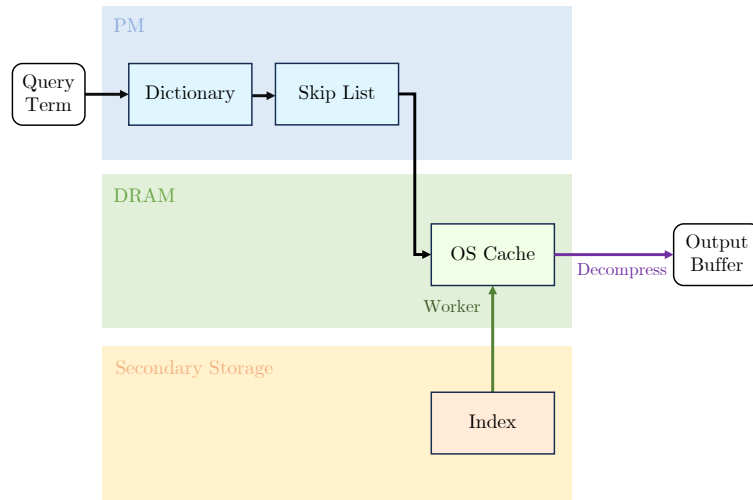 PM
Query
Term
Dictionary
Skip List
DRAM
OS Cache
Output
Buffer
Decompress
Worker
Secondary Storage
Index